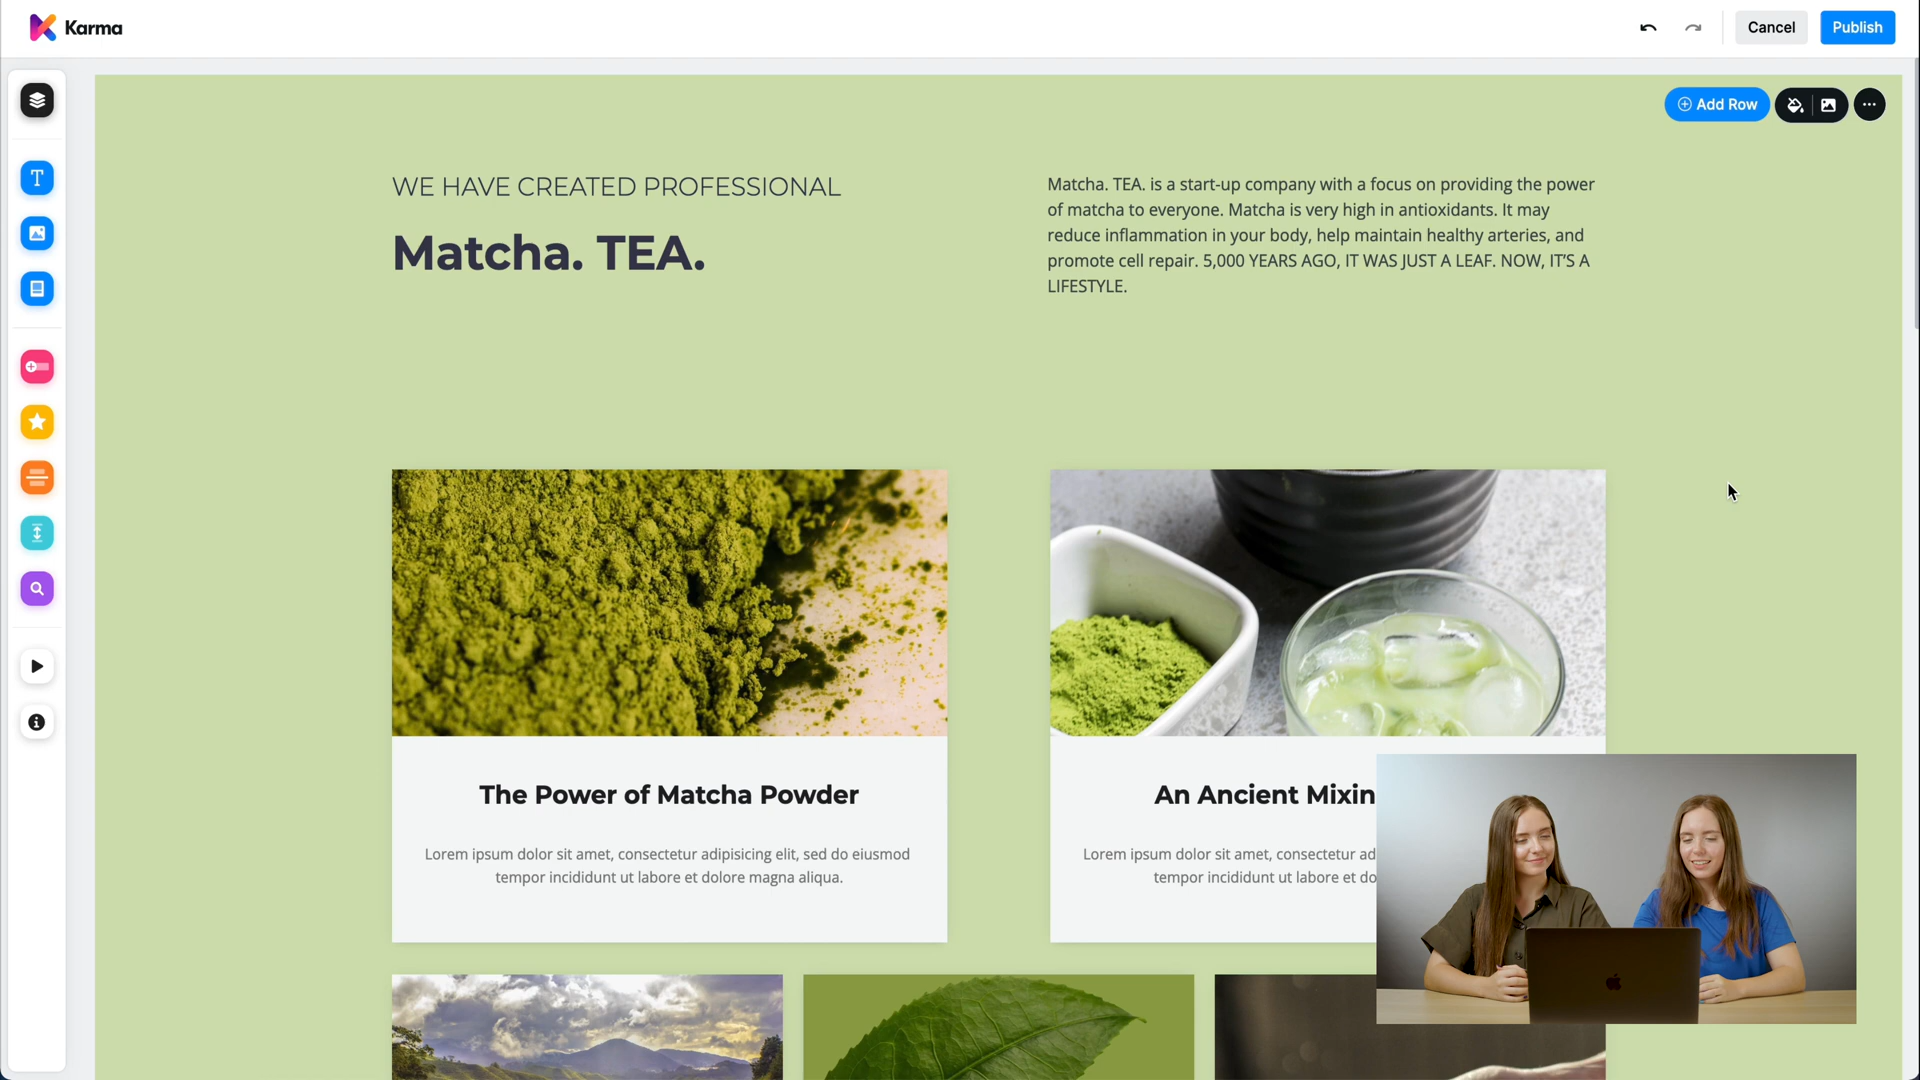 Karma
Cancel
Publish
Add Row
WE HAVE CREATED PROFESSIONAL
Matcha. TEA.
Matcha. TEA. is a start-up company with a focus on providing the power
of matcha to everyone. Matcha is very high in antioxidants. It may
reduce inflammation in your body, help maintain healthy arteries, and
promote cell repair. 5,000 YEARS AGO, IT WAS JUST A LEAF. NOW, IT'S A
LIFESTYLE.
The Power of Matcha Powder
Lorem ipsum dolor sit amet, consectetur adipisicing elit, sed do eiusmod
tempor incididunt ut labore et dolore magna aliqua.
An Ancient Mixin
Lorem ipsum dolor sit amet, consectetur ad
tempor incididunt ut labore et do